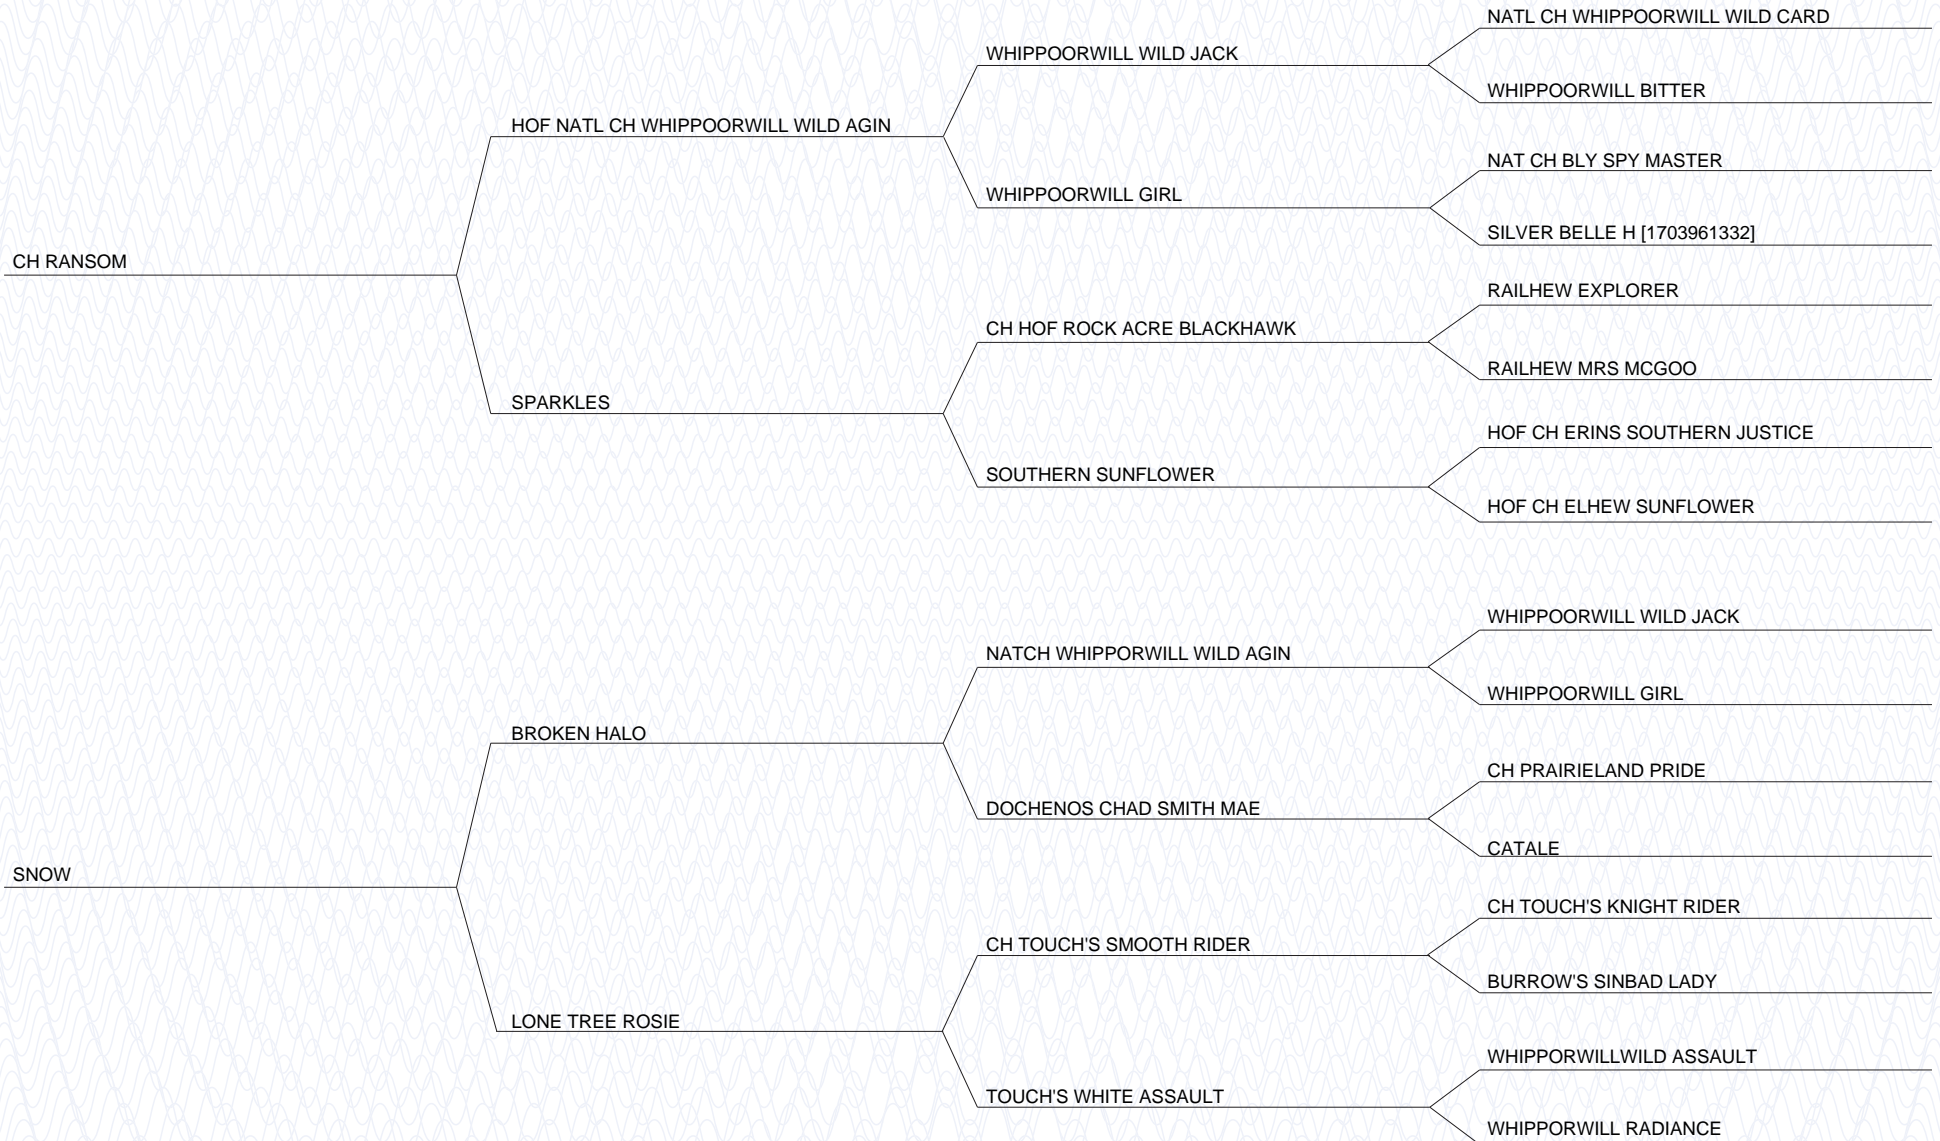 NATL CH WHIPPOORWILL WILD CARD
WHIPPOORWILL WILD JACK
WHIPPOORWILL BITTER
HOF NATL CH WHIPPOORWILL WILD AGIN
NAT CH BLY SPY MASTER
WHIPPOORWILL GIRL
SILVER BELLE H [1703961332]
CH RANSOM
RAILHEW EXPLORER
CH HOF ROCK ACRE BLACKHAWK
RAILHEW MRS MCGOO
SPARKLES
HOF CH ERINS SOUTHERN JUSTICE
SOUTHERN SUNFLOWER
HOF CH ELHEW SUNFLOWER
WHIPPOORWILL WILD JACK
NATCH WHIPPORWILL WILD AGIN
WHIPPOORWILL GIRL
BROKEN HALO
CH PRAIRIELAND PRIDE
DOCHENOS CHAD SMITH MAE
CATALE
SNOW
CH TOUCH'S KNIGHT RIDER
CH TOUCH'S SMOOTH RIDER
BURROW'S SINBAD LADY
LONE TREE ROSIE
WHIPPORWILLWILD ASSAULT
TOUCH'S WHITE ASSAULT
WHIPPORWILL RADIANCE